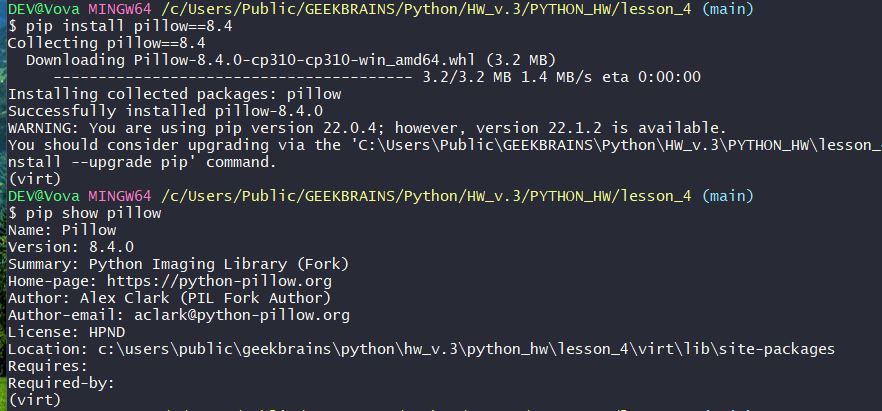 DEV@Vova MINGW64 /c/Users/Public/GEEKBRAINS/Python/HW_v.3/PYTHON_HW/lesson_4 (main)
$ pip install pillow==8.4
Collecting pillow==8.4
  Downloading Pillow-8.4.0-cp310-cp310-win_amd64.whl (3.2 MB)
     ---------------------------------------- 3.2/3.2 MB 1.4 MB/s eta 0:00:00
Installing collected packages: pillow
Successfully installed pillow-8.4.0
WARNING: You are using pip version 22.0.4; however, version 22.1.2 is available.
You should consider upgrading via the 'C:\Users\Public\GEEKBRAINS\Python\HW_v.3\PYTHON_HW\lesson_
nstall --upgrade pip' command.
(virt)
DEV@Vova MINGW64 /c/Users/Public/GEEKBRAINS/Python/HW_v.3/PYTHON_HW/lesson_4 (main)
$ pip show pillow
Name: Pillow
Version: 8.4.0
Summary: Python Imaging Library (Fork)
Home-page: https://python-pillow.org
Author: Alex Clark (PIL Fork Author)
Author-email: aclark@python-pillow.org
License: HPND
Location: c:\users\public\geekbrains\python\hw_v.3\python_hw\lesson_4\virt\lib\site-packages
Requires:
Required-by:
(virt)